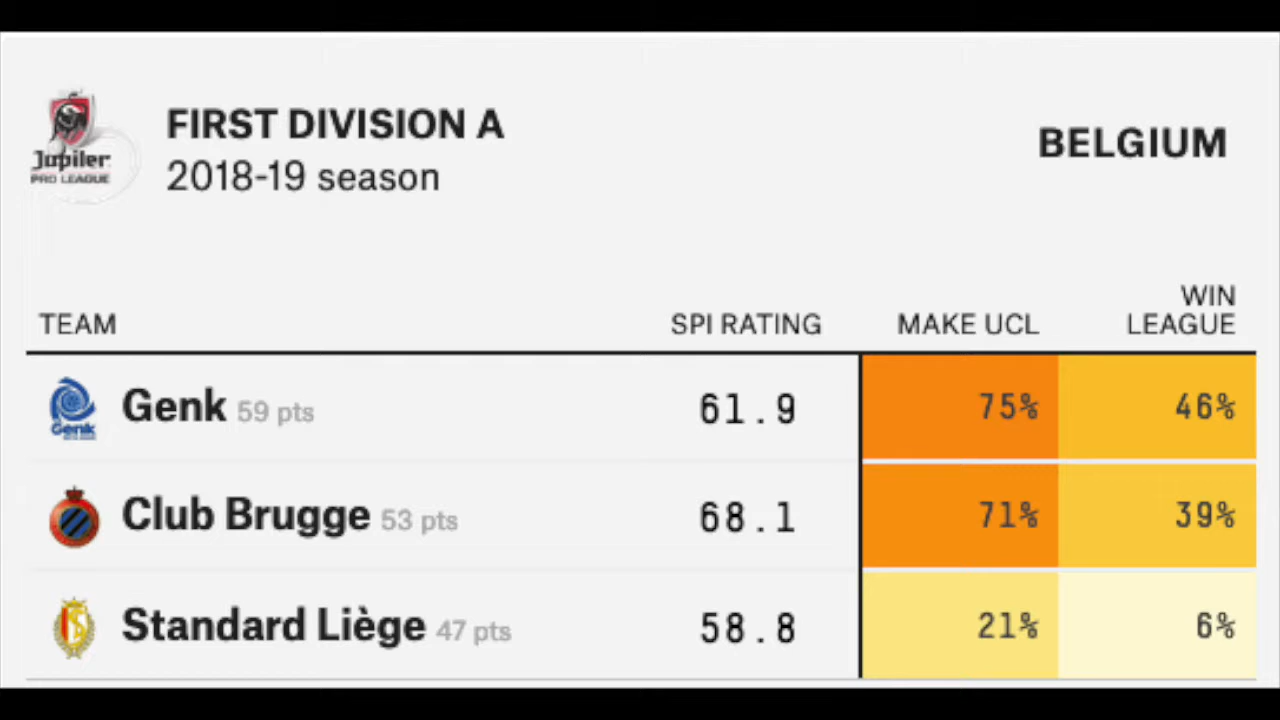 Jupiler
PRO LEAGUE
FIRST DIVISION A
2018-19 season
BELGIUM
TEAM SPI RATING MAKE UCL WIN LEAGUE
Genk 59 pts 61.9 75% 46%
Genk
Club Brugge 53 pts 68.1 71% 39%
Standard Liège 47 pts 58.8 21% 6%